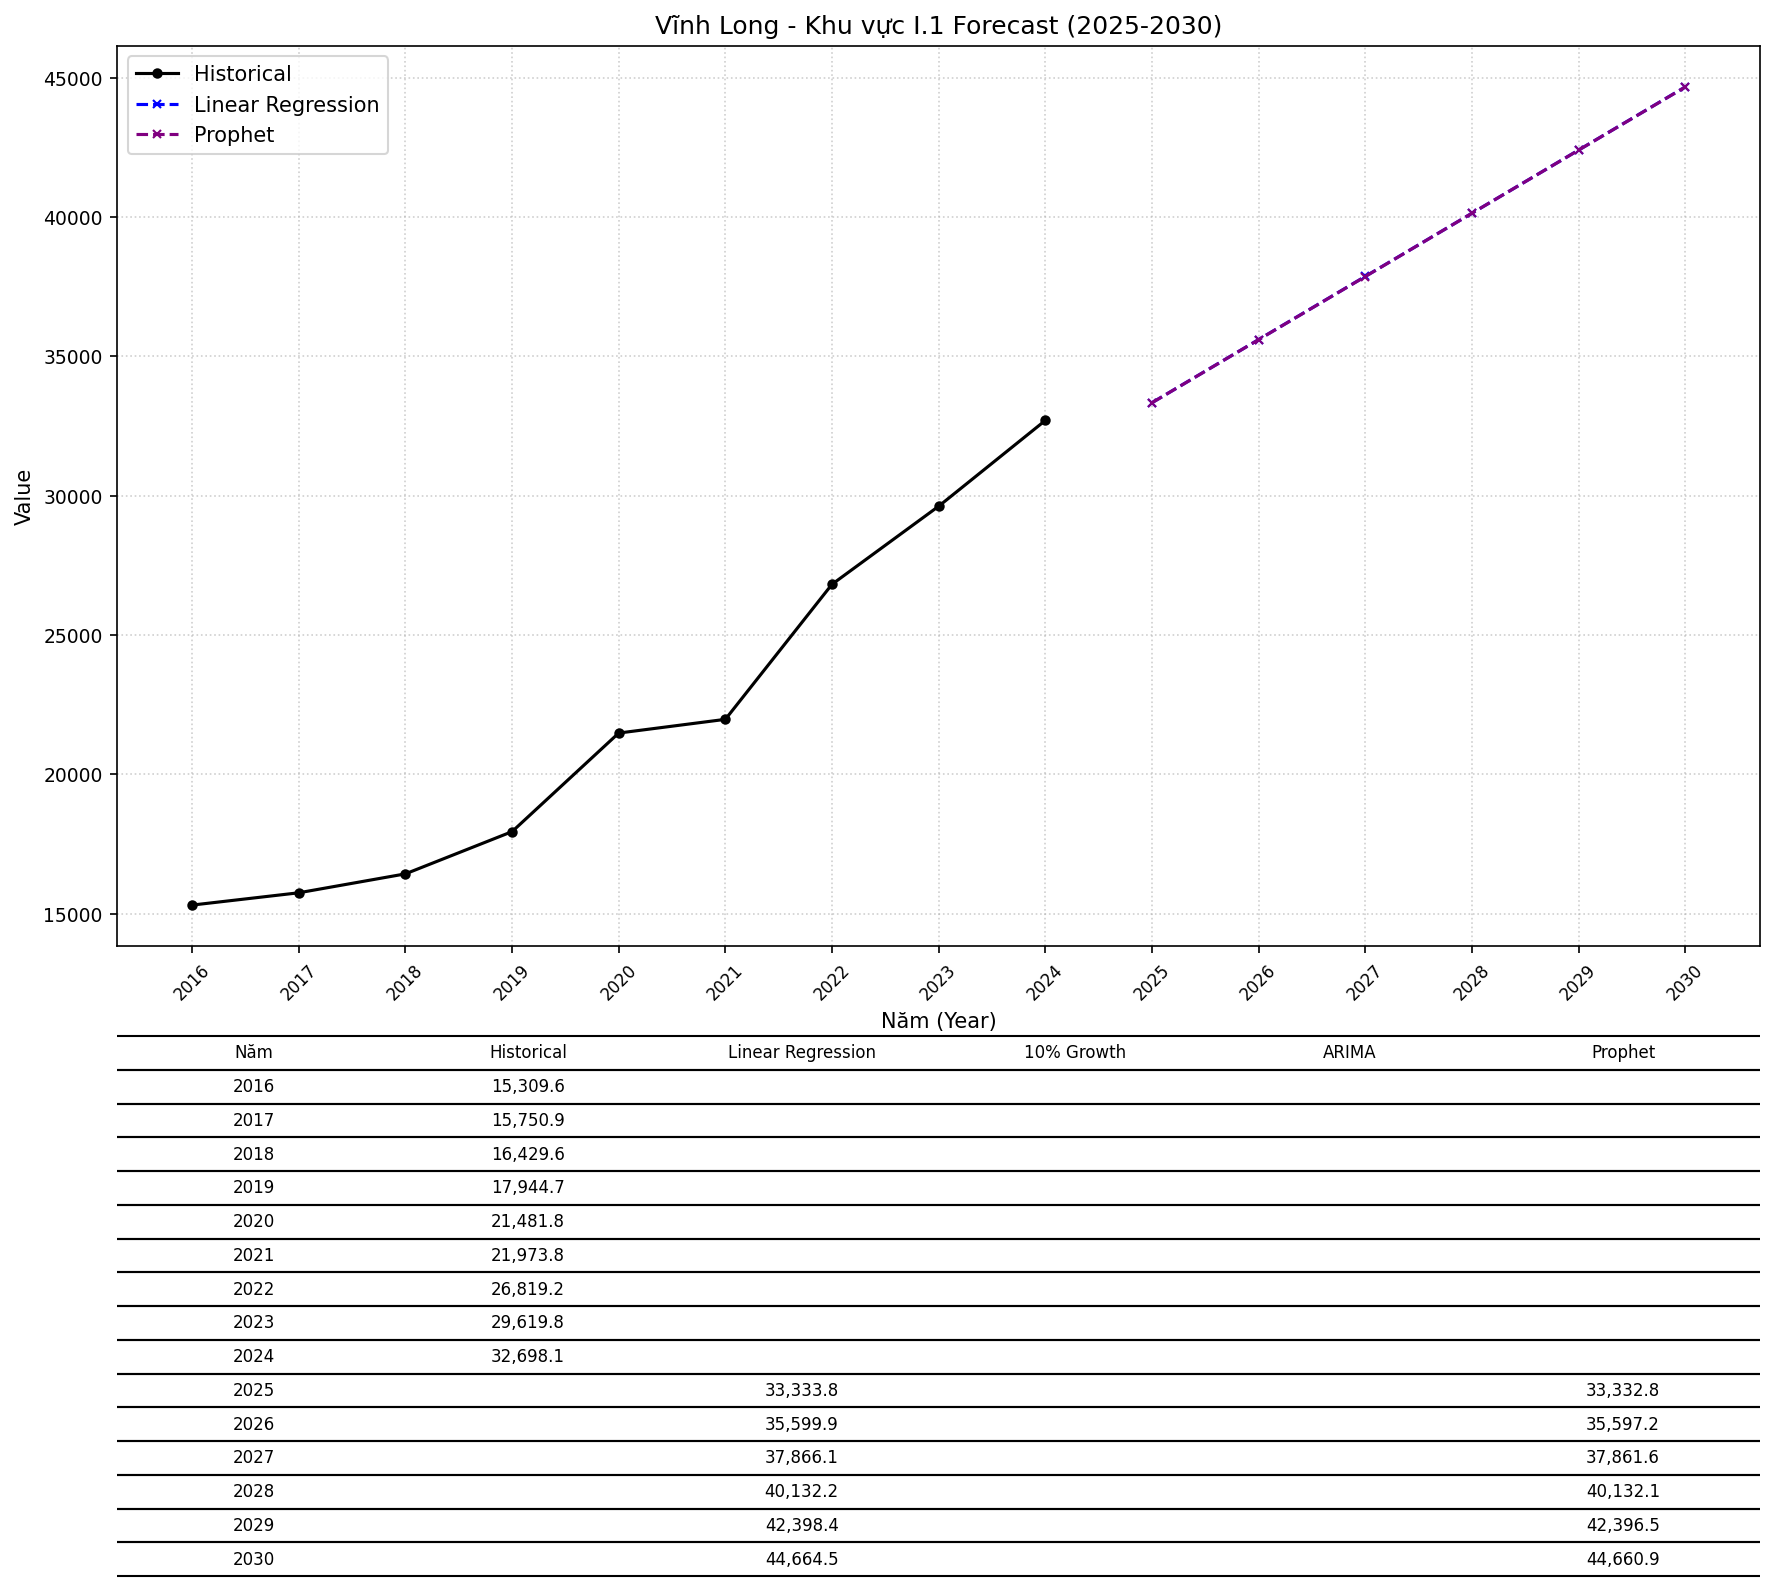 Vĩnh Long - Khu vực I.1 Forecast (2025-2030)
Historical
Linear Regression
Prophet
Value
45000
40000
35000
30000
25000
20000
15000
2016 2017 2018 2019 2020 2021 2022 2023 2024 2025 2026 2027 2028 2029 2030
Năm (Year)
Năm Historical Linear Regression 10% Growth ARIMA Prophet
2016 15,309.6
2017 15,750.9
2018 16,429.6
2019 17,944.7
2020 21,481.8
2021 21,973.8
2022 26,819.2
2023 29,619.8
2024 32,698.1
2025 33,333.8 33,332.8
2026 35,599.9 35,597.2
2027 37,866.1 37,861.6
2028 40,132.2 40,132.1
2029 42,398.4 42,396.5
2030 44,664.5 44,660.9